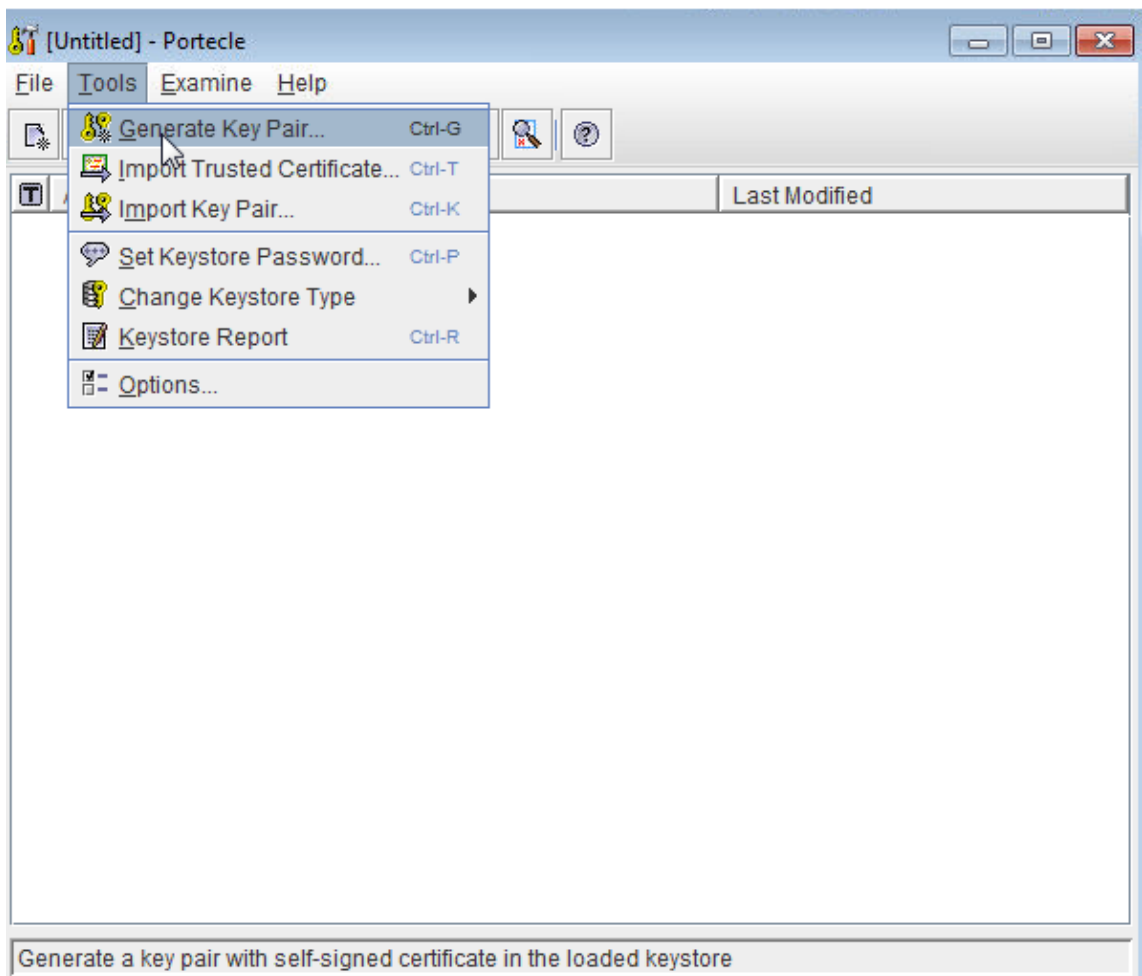 [Untitled] - Portecle
File Tools Examine Help
Generate Key Pair... Ctrl-G
Import Trusted Certificate... Ctrl-T
Import Key Pair... Ctrl-K
T Last Modified
Set Keystore Password... Ctrl-P
Change Keystore Type
Keystore Report Ctrl-R
Options...
Generate a key pair with self-signed certificate in the loaded keystore